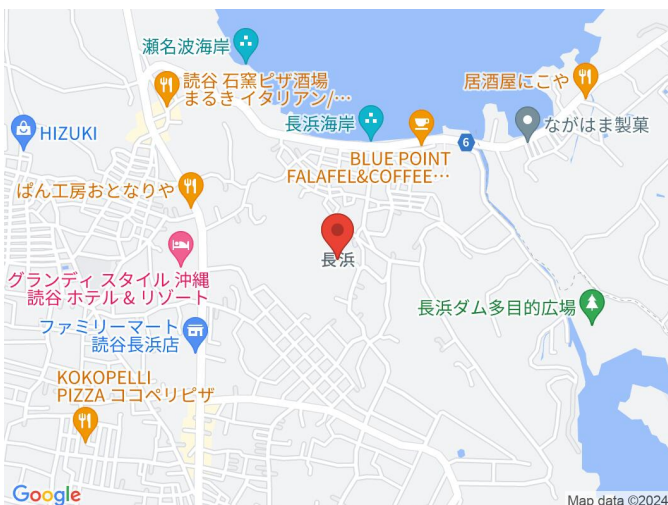 瀬名波海岸
読谷 石窯ピザ酒場
まるき イタリアン/…
居酒屋にこや
HIZUKI
長浜海岸
6
ながはま製菓
BLUE POINT
FALAFEL&COFFEE…
ぱん工房おとなりや
長浜
グランディ スタイル 沖縄
読谷 ホテル & リゾート
長浜ダム多目的広場
ファミリーマート
読谷長浜店
KOKOPELLI
PIZZA ココペリピザ
Google
Map data ©2024